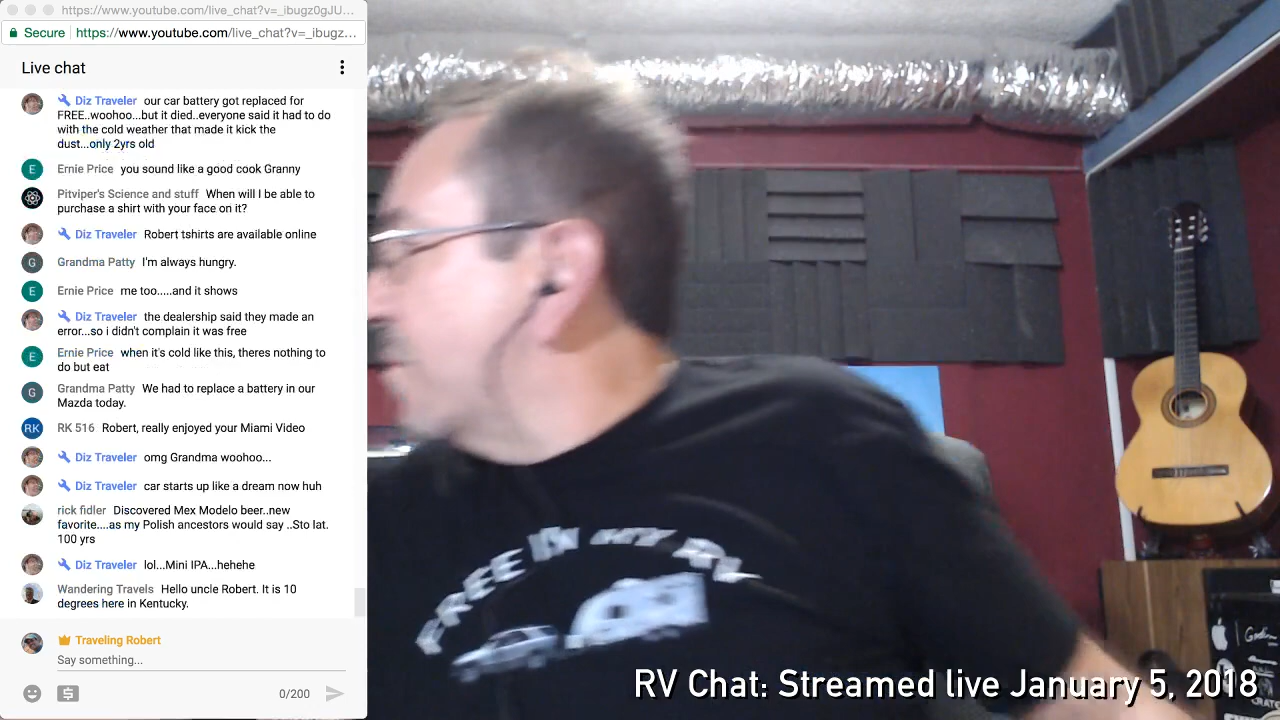 https://www.youtube.com/live_chat?v=_ibugz0gJU...
Secure https://www.youtube.com/live_chat?v=_ibugz...
Live chat
Diz Traveler our car battery got replaced for
FREE..woohoo...but it died..everyone said it had to do
with the cold weather that made it kick the
dust...only 2yrs old
E Ernie Price you sound like a good cook Granny
Pitviper's Science and stuff When will I be able to
purchase a shirt with your face on it?
Diz Traveler Robert tshirts are available online
G Grandma Patty I'm always hungry.
E Ernie Price me too.....and it shows
Diz Traveler the dealership said they made an
error...so i didn't complain it was free
E Ernie Price when it's cold like this, theres nothing to
do but eat
G Grandma Patty We had to replace a battery in our
Mazda today.
RK RK 516 Robert, really enjoyed your Miami Video
Diz Traveler omg Grandma woohoo...
Diz Traveler car starts up like a dream now huh
rick fidler Discovered Mex Modelo beer..new
favorite....as my Polish ancestors would say ..Sto lat.
100 yrs
Diz Traveler lol...Mini IPA...hehehe
Wandering Travels Hello uncle Robert. It is 10
degrees here in Kentucky.
Traveling Robert
Say something...
0/200
FREE IN MY RV
RV Chat: Streamed live January 5, 2018